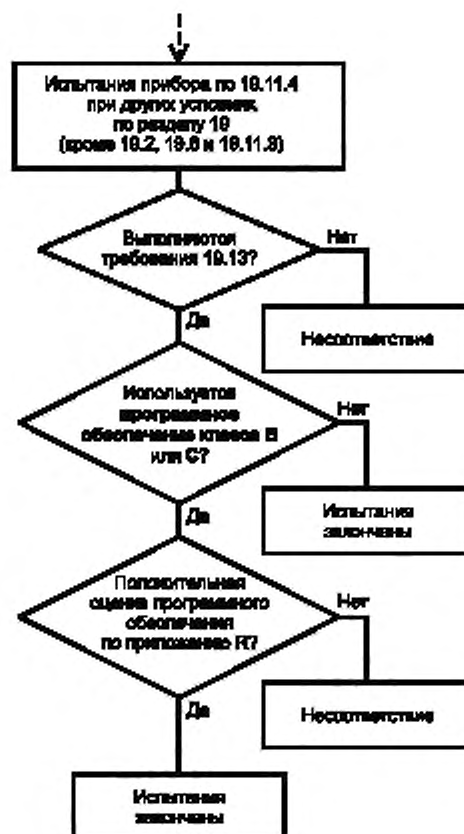 Испытания прибора по 19.11.4
при других условиях,
по разделу 19
(кроме 19.2, 19.6 и 19.11.3)
Выполняются
требования 19.13?
Нет
Несоответствие
Да
Используется
программное
обеспечение класса В
или С?
Нет
Испытания
закончены
Да
Положительная
оценка программного
обеспечения
по приложению R?
Нет
Несоответствие
Да
Испытания
закончены